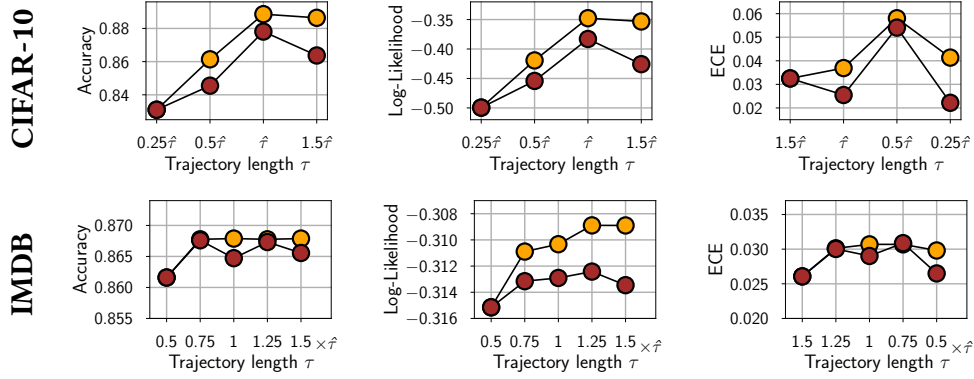 CIFAR-10
Accuracy
0.88
0.86
0.84
0.25τ̂ 0.5τ̂ τ̂ 1.5τ̂
Trajectory length τ
Log-Likelihood
−0.35
−0.40
−0.45
−0.50
0.25τ̂ 0.5τ̂ τ̂ 1.5τ̂
Trajectory length τ
ECE
0.06
0.05
0.04
0.03
0.02
1.5τ̂ τ̂ 0.5τ̂ 0.25τ̂
Trajectory length τ
IMDB
Accuracy
0.870
0.865
0.860
0.855
0.5 0.75 1 1.25 1.5 ×τ̂
Trajectory length τ
Log-Likelihood
−0.308
−0.310
−0.312
−0.314
−0.316
0.5 0.75 1 1.25 1.5 ×τ̂
Trajectory length τ
ECE
0.035
0.030
0.025
0.020
1.5 1.25 1 0.75 0.5 ×τ̂
Trajectory length τ